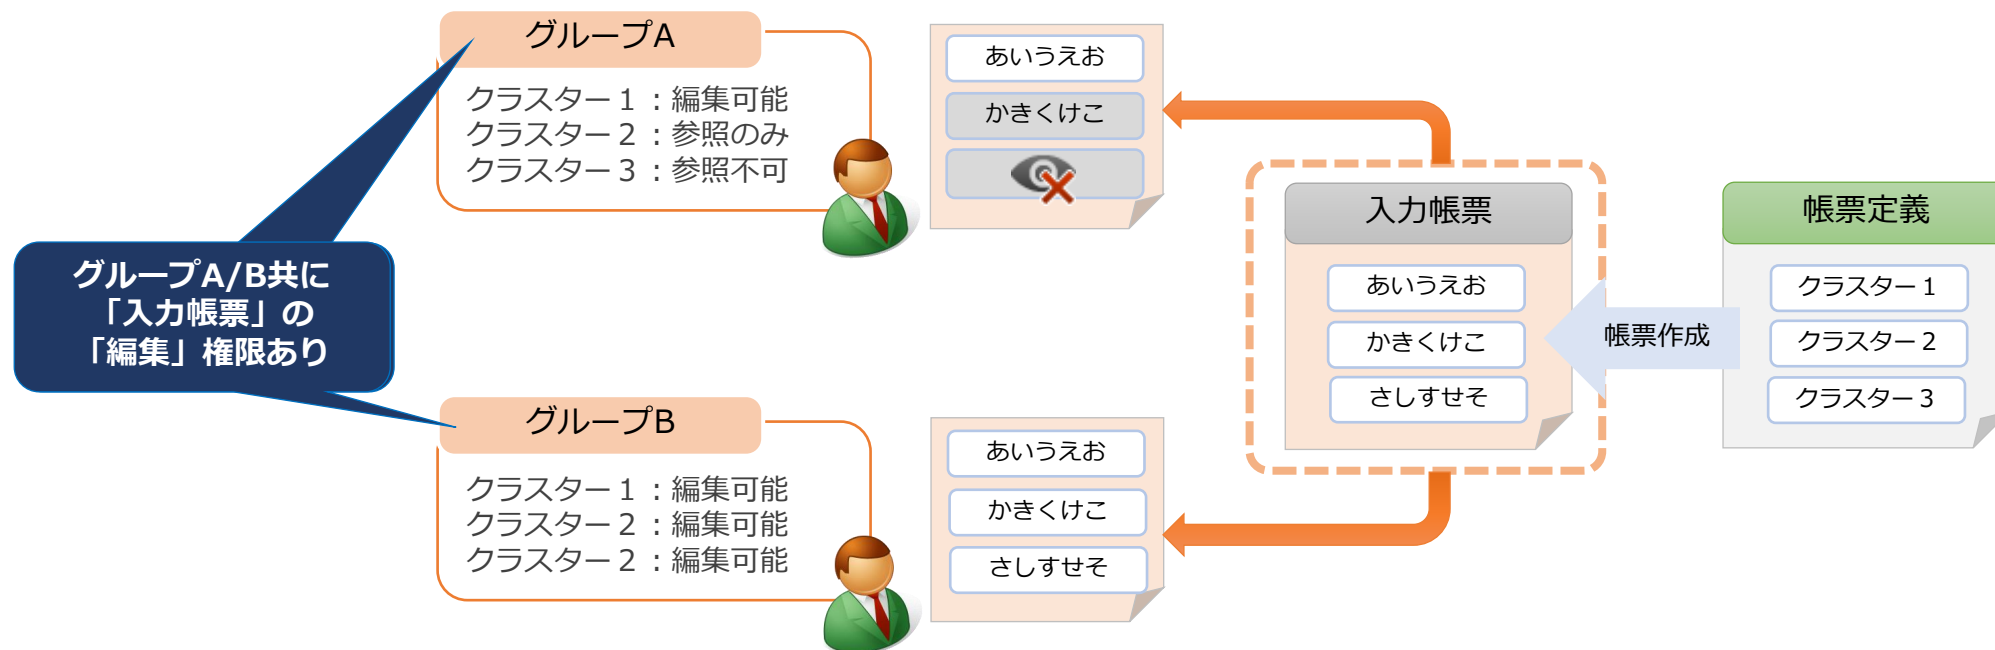 グループA
クラスター１：編集可能
クラスター２：参照のみ
クラスター３：参照不可
あいうえお
かきくけこ
グループA/B共に
「入力帳票」の
「編集」権限あり
グループB
クラスター１：編集可能
クラスター２：編集可能
クラスター２：編集可能
あいうえお
かきくけこ
さしすせそ
入力帳票
あいうえお
かきくけこ
さしすせそ
帳票作成
帳票定義
クラスター１
クラスター２
クラスター３